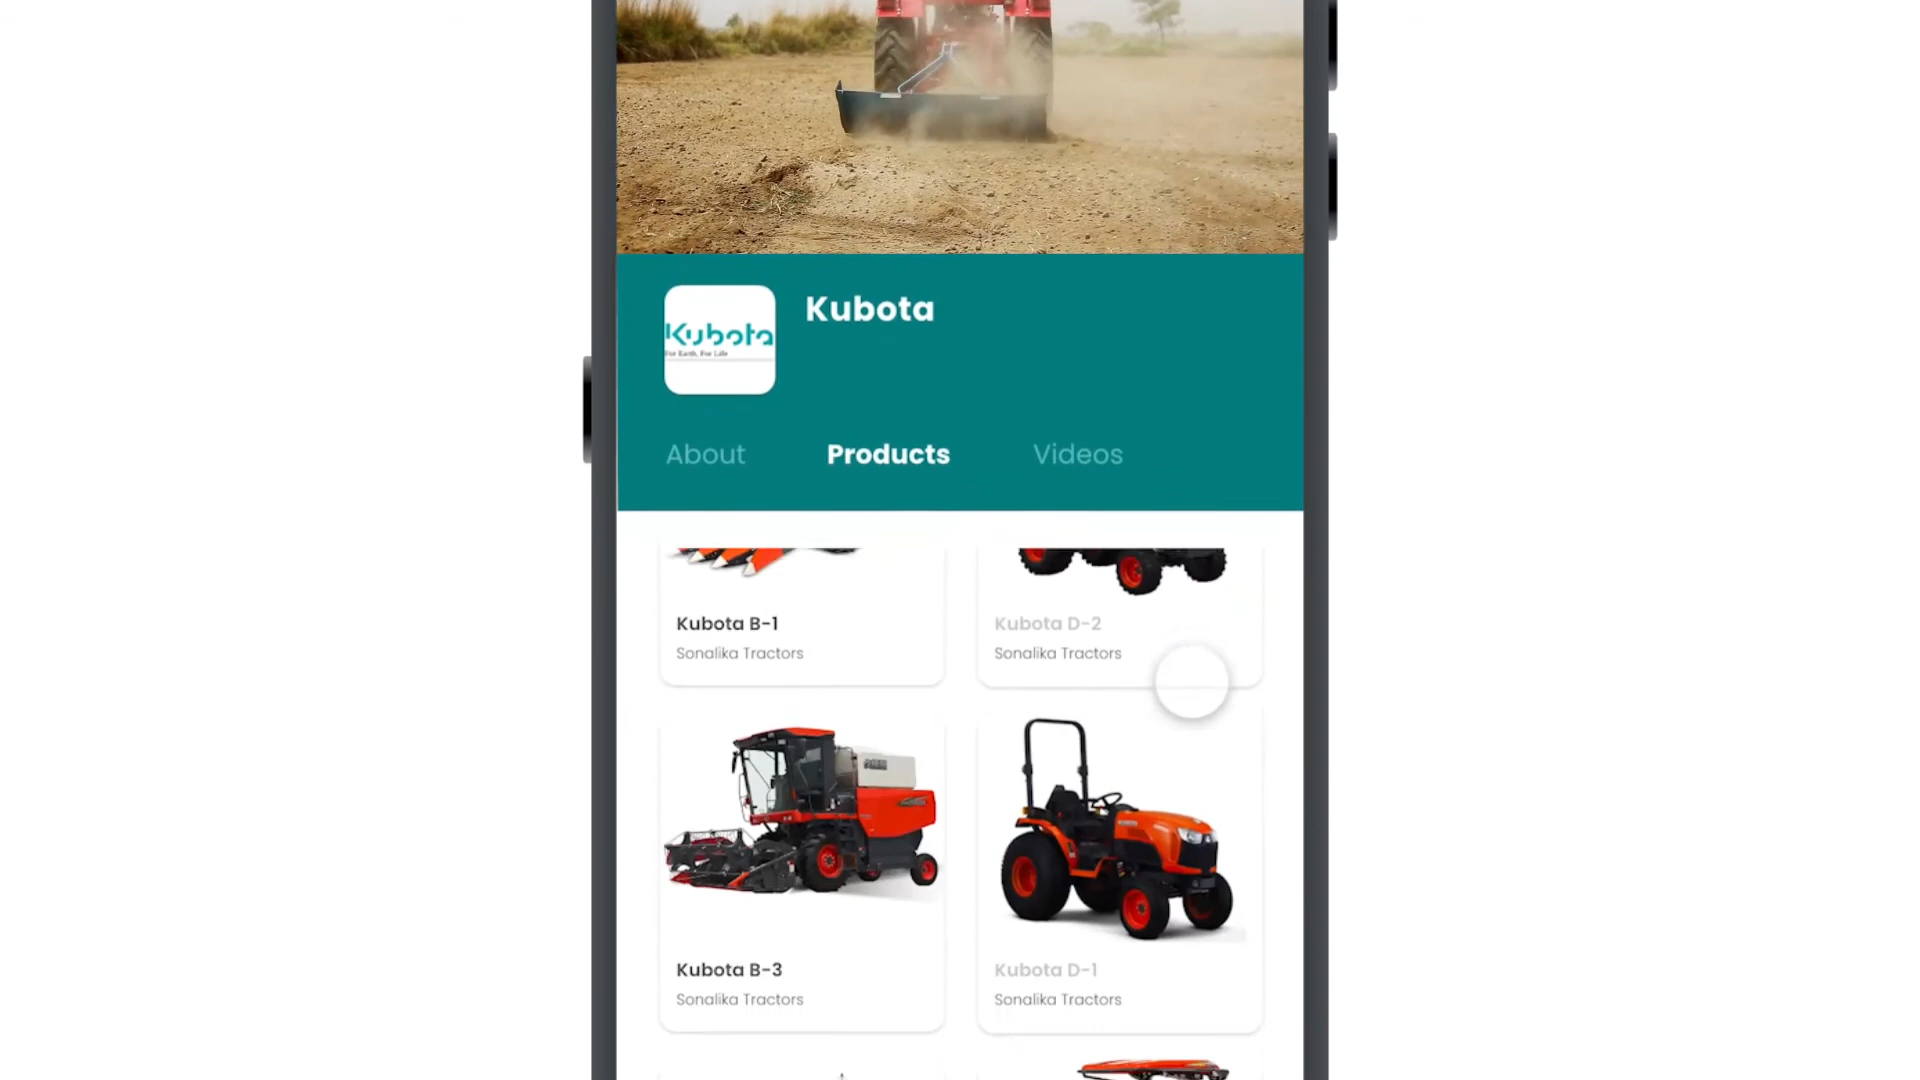 Kubota
Kubota
For Earth, For Life
About
Products
Videos
Kubota B-1
Sonalika Tractors
Kubota D-2
Sonalika Tractors
Kubota B-3
Sonalika Tractors
Kubota D-1
Sonalika Tractors